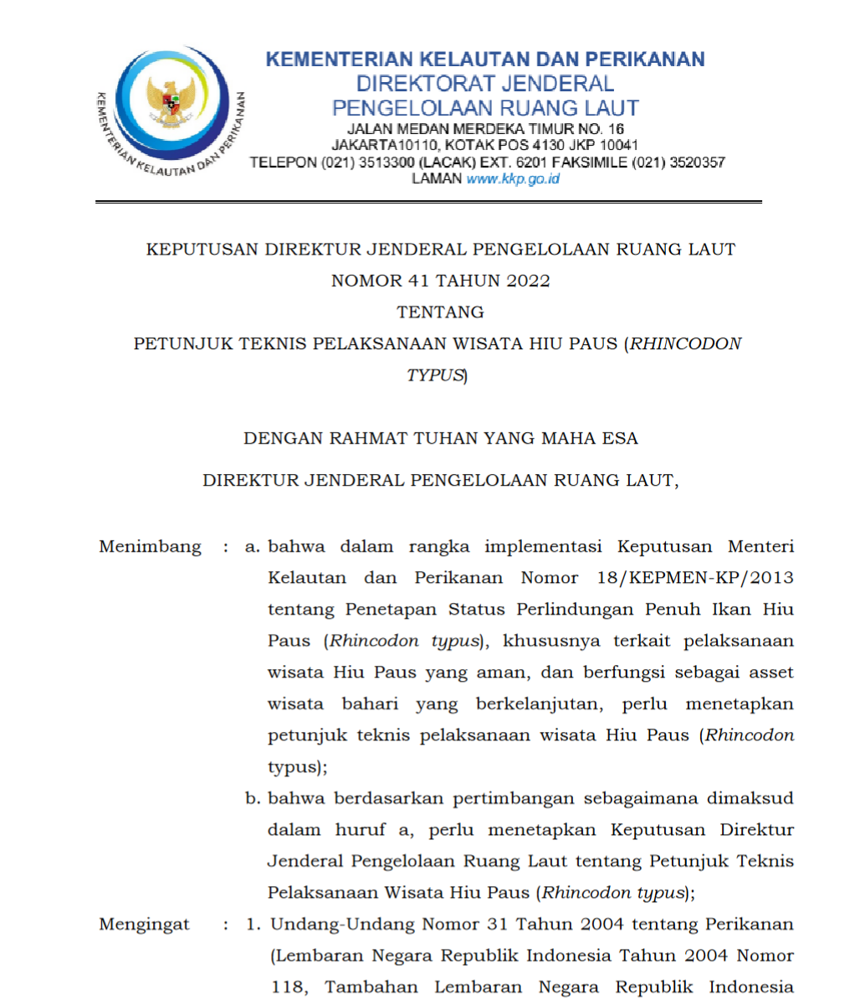 KEMENTERIAN KELAUTAN DAN PERIKANAN
KEMENTERIAN KELAUTAN DAN PERIKANAN
DIREKTORAT JENDERAL
PENGELOLAAN RUANG LAUT
JALAN MEDAN MERDEKA TIMUR NO. 16
JAKARTA10110, KOTAK POS 4130 JKP 10041
TELEPON (021) 3513300 (LACAK) EXT. 6201 FAKSIMILE (021) 3520357
LAMAN www.kkp.go.id
KEPUTUSAN DIREKTUR JENDERAL PENGELOLAAN RUANG LAUT
NOMOR 41 TAHUN 2022
TENTANG
PETUNJUK TEKNIS PELAKSANAAN WISATA HIU PAUS (RHINCODON
TYPUS)
DENGAN RAHMAT TUHAN YANG MAHA ESA
DIREKTUR JENDERAL PENGELOLAAN RUANG LAUT,
Menimbang : a. bahwa dalam rangka implementasi Keputusan Menteri
Kelautan dan Perikanan Nomor 18/KEPMEN-KP/2013
tentang Penetapan Status Perlindungan Penuh Ikan Hiu
Paus (Rhincodon typus), khususnya terkait pelaksanaan
wisata Hiu Paus yang aman, dan berfungsi sebagai asset
wisata bahari yang berkelanjutan, perlu menetapkan
petunjuk teknis pelaksanaan wisata Hiu Paus (Rhincodon
typus);
b. bahwa berdasarkan pertimbangan sebagaimana dimaksud
dalam huruf a, perlu menetapkan Keputusan Direktur
Jenderal Pengelolaan Ruang Laut tentang Petunjuk Teknis
Pelaksanaan Wisata Hiu Paus (Rhincodon typus);
Mengingat : 1. Undang-Undang Nomor 31 Tahun 2004 tentang Perikanan
(Lembaran Negara Republik Indonesia Tahun 2004 Nomor
118, Tambahan Lembaran Negara Republik Indonesia